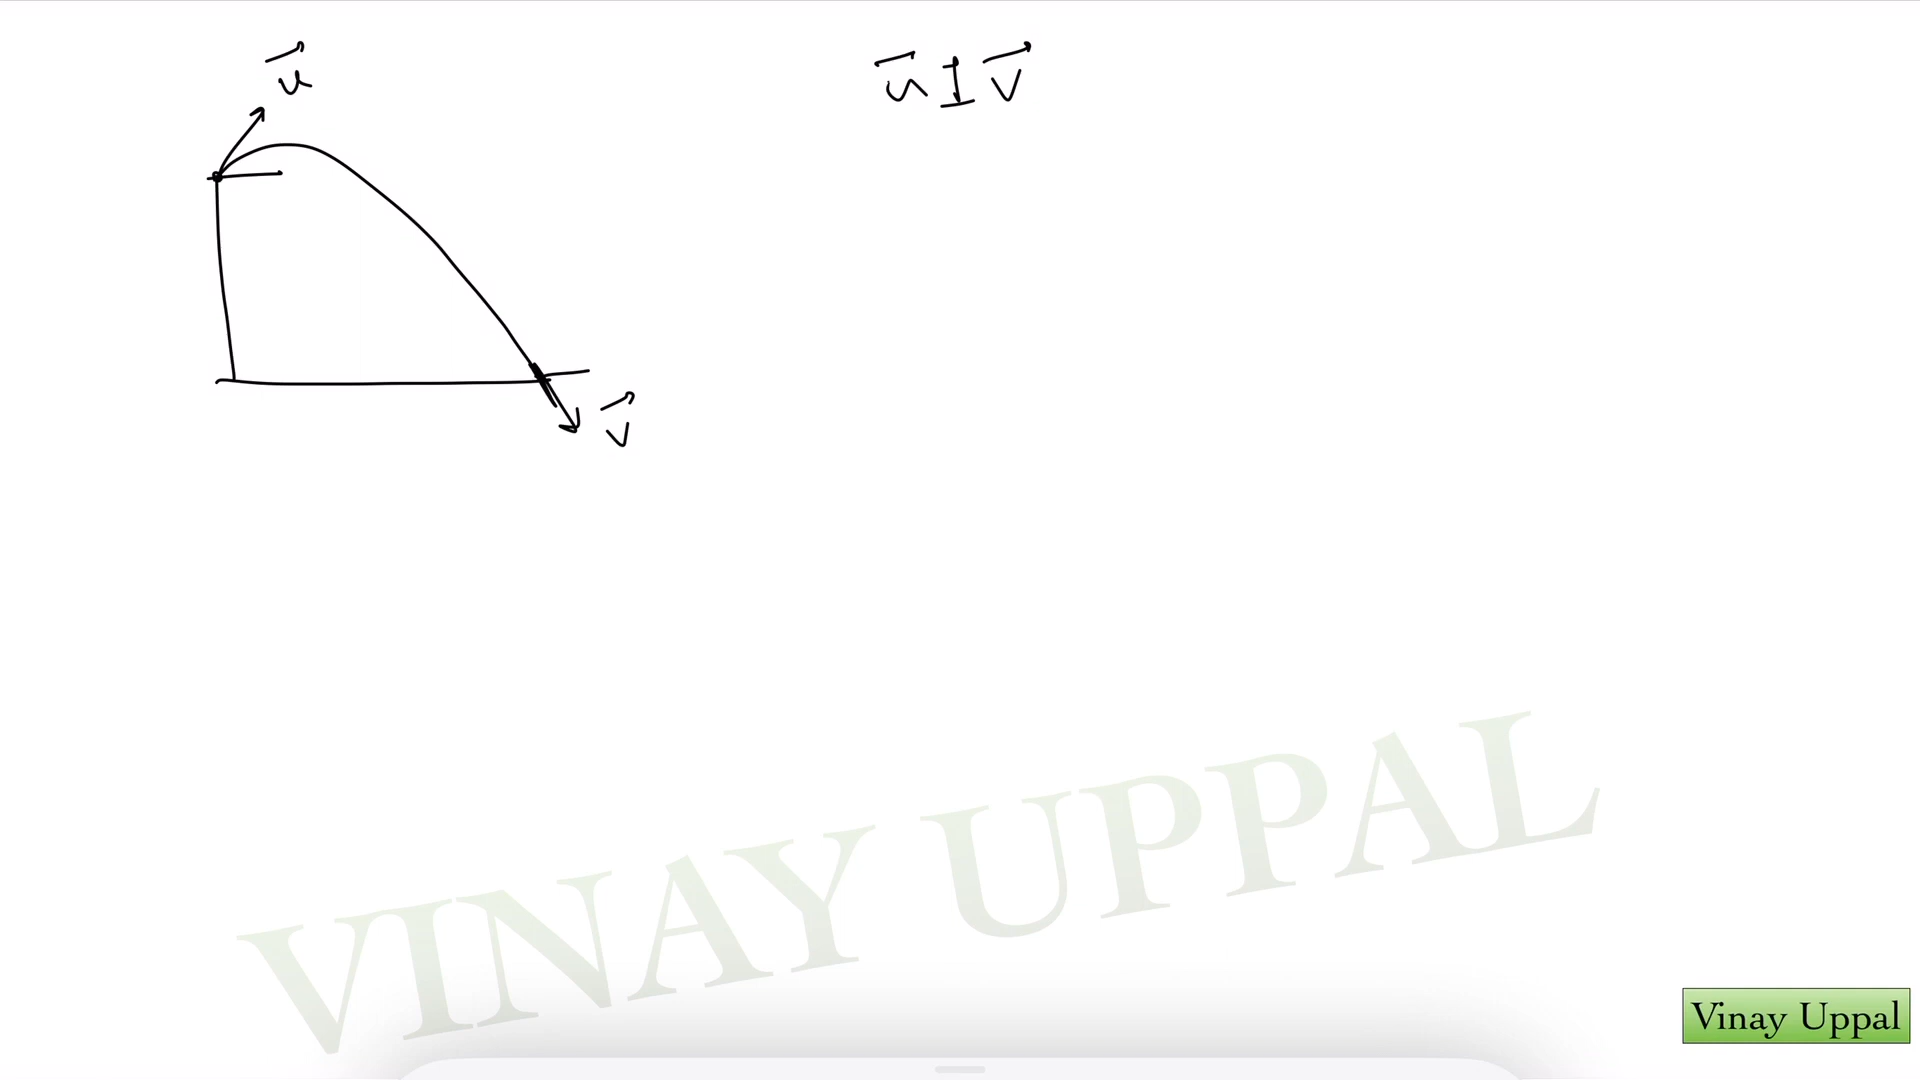 u⃗
u⃗ ⊥ v⃗
v⃗
VINAY UPPAL
Vinay Uppal